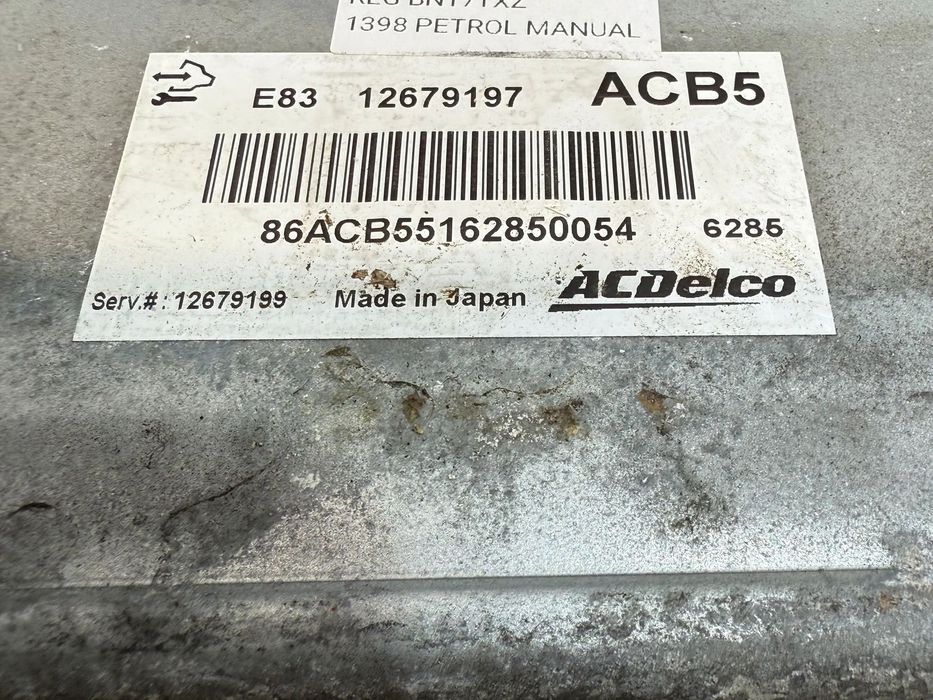 1398 PETROL MANUAL
E83 12679197 ACB5
86ACB55162850054 6285
Serv.#: 12679199 Made in Japan ACDelco